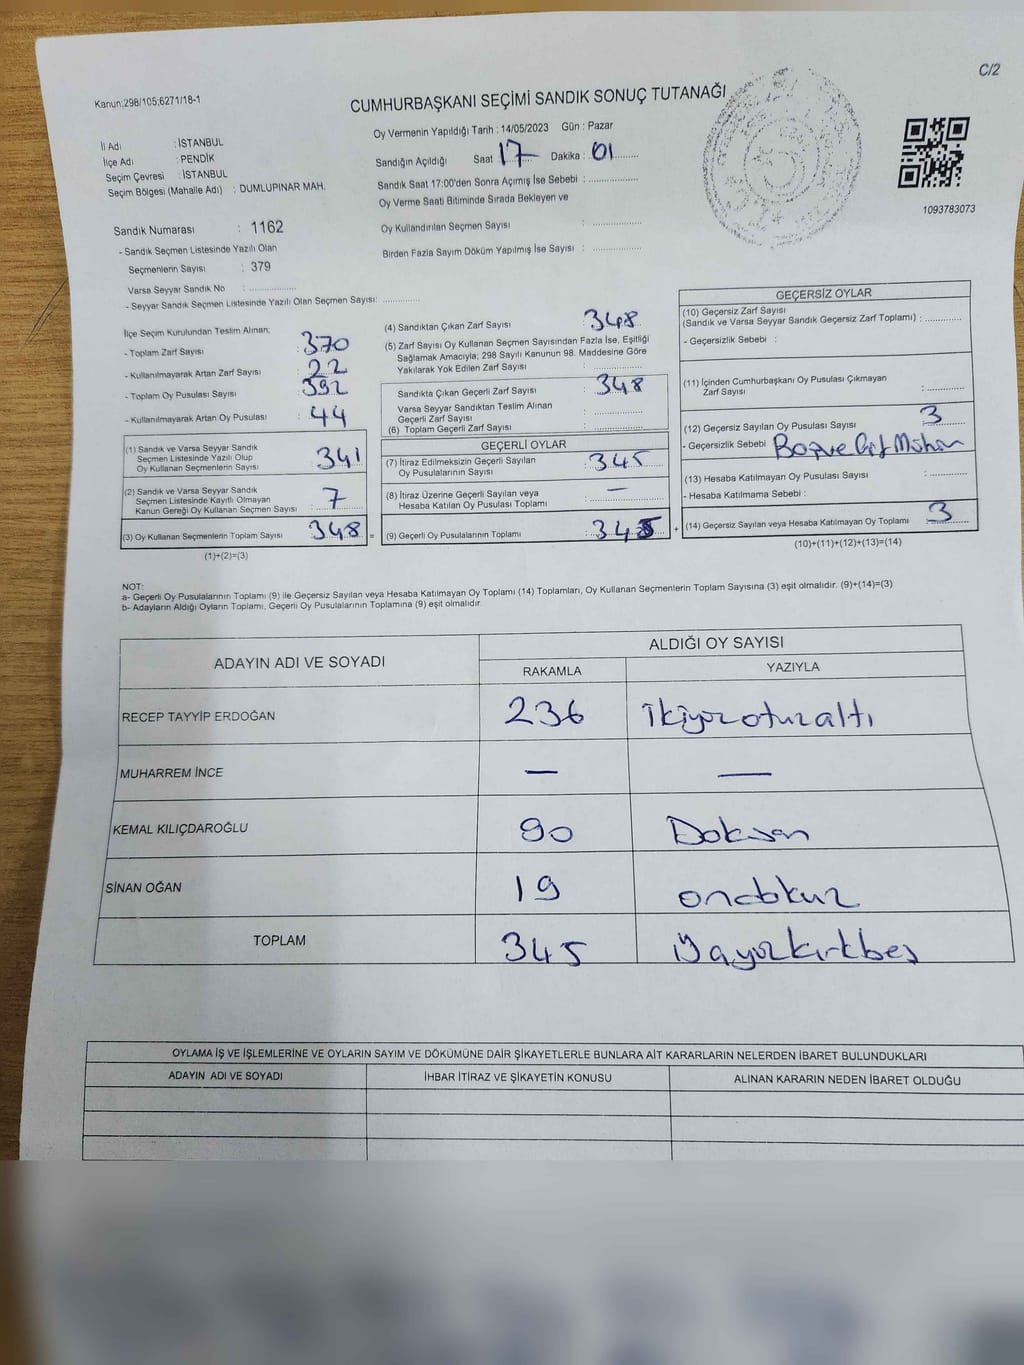 C/2
Kanun;298/105;6271/18-1
CUMHURBAŞKANI SEÇİMİ SANDIK SONUÇ TUTANAĞI
İl Adı : İSTANBUL
İlçe Adı : PENDİK
Seçim Çevresi : İSTANBUL
Seçim Bölgesi (Mahalle Adı) : DUMLUPINAR MAH.
Oy Vermenin Yapıldığı Tarih : 14/05/2023 Gün : Pazar
Sandığın Açıldığı Saat 17 Dakika : 01
Sandık Saat 17:00'den Sonra Açımış İse Sebebi :
Oy Verme Saati Bitiminde Sırada Bekleyen ve
Oy Kullandırılan Seçmen Sayısı :
Birden Fazla Sayım Döküm Yapılmış İse Sayısı :
1093783073
Sandık Numarası : 1162
- Sandık Seçmen Listesinde Yazılı Olan
Seçmenlerin Sayısı : 379
Varsa Seyyar Sandık No :
- Seyyar Sandık Seçmen Listesinde Yazılı Olan Seçmen Sayısı:
İlçe Seçim Kurulundan Teslim Alınan;
- Toplam Zarf Sayısı : 370
- Kullanılmayarak Artan Zarf Sayısı : 22
- Toplam Oy Pusulası Sayısı : 392
- Kullanılmayarak Artan Oy Pusulası : 44
(1) Sandık ve Varsa Seyyar Sandık
Seçmen Listesinde Yazılı Olup
Oy Kullanan Seçmenlerin Sayısı : 341
(2) Sandık ve Varsa Seyyar Sandık
Seçmen Listesinde Kayıtlı Olmayan
Kanun Gereği Oy Kullanan Seçmen Sayısı : 7
(3) Oy Kullanan Seçmenlerin Toplam Sayısı : 348 =
(1)+(2)=(3)
(4) Sandıktan Çıkan Zarf Sayısı : 348
(5) Zarf Sayısı Oy Kullanan Seçmen Sayısından Fazla İse, Eşitliği
Sağlamak Amacıyla, 298 Sayılı Kanunun 98. Maddesine Göre
Yakılarak Yok Edilen Zarf Sayısı :
Sandıkta Çıkan Geçerli Zarf Sayısı : 348
Varsa Seyyar Sandıktan Teslim Alınan
Geçerli Zarf Sayısı :
(6) Toplam Geçerli Zarf Sayısı :
GEÇERLİ OYLAR
(7) İtiraz Edilmeksizin Geçerli Sayılan
Oy Pusulalarının Sayısı : 345
(8) İtiraz Üzerine Geçerli Sayılan veya
Hesaba Katılan Oy Pusulası Toplamı : —
(9) Geçerli Oy Pusulalarının Toplamı : 345 +
GEÇERSİZ OYLAR
(10) Geçersiz Zarf Sayısı
(Sandık ve Varsa Seyyar Sandık Geçersiz Zarf Toplamı) :
- Geçersizlik Sebebi :
(11) İçinden Cumhurbaşkanı Oy Pusulası Çıkmayan
Zarf Sayısı :
(12) Geçersiz Sayılan Oy Pusulası Sayısı : 3
- Geçersizlik Sebebi
(13) Hesaba Katılmayan Oy Pusulası Sayısı :
- Hesaba Katılmama Sebebi :
(14) Geçersiz Sayılan veya Hesaba Katılmayan Oy Toplamı : 3
(10)+(11)+(12)+(13)=(14)
NOT:
a- Geçerli Oy Pusulalarının Toplamı (9) ile Geçersiz Sayılan veya Hesaba Katılmayan Oy Toplamı (14) Toplamları, Oy Kullanan Seçmenlerin Toplam Sayısına (3) eşit olmalıdır. (9)+(14)=(3)
b- Adayların Aldığı Oyların Toplamı, Geçerli Oy Pusulalarının Toplamına (9) eşit olmalıdır.
ADAYIN ADI VE SOYADI
ALDIĞI OY SAYISI
RAKAMLA YAZIYLA
RECEP TAYYİP ERDOĞAN 236 ikiyüzotuzaltı
MUHARREM İNCE — —
KEMAL KILIÇDAROĞLU 90 Doksan
SİNAN OĞAN 19 ondokuz
TOPLAM 345 üçyüzkırkbeş
OYLAMA İŞ VE İŞLEMLERİNE VE OYLARIN SAYIM VE DÖKÜMÜNE DAİR ŞİKAYETLERLE BUNLARA AİT KARARLARIN NELERDEN İBARET BULUNDUKLARI
ADAYIN ADI VE SOYADI İHBAR İTİRAZ VE ŞİKAYETİN KONUSU ALINAN KARARIN NEDEN İBARET OLDUĞU